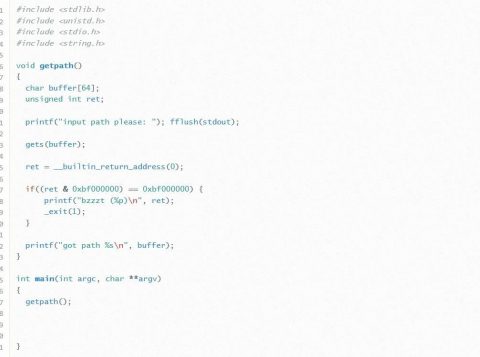 1 #include <stdlib.h>
2 #include <unistd.h>
3 #include <stdio.h>
4 #include <string.h>
5
6 void getpath()
7 {
8 char buffer[64];
9 unsigned int ret;
0
1 printf("input path please: "); fflush(stdout);
2
3 gets(buffer);
4
5 ret = __builtin_return_address(0);
6
7 if((ret & 0xbf000000) == 0xbf000000) {
8 printf("bzzzt (%p)\n", ret);
9 _exit(1);
0 }
1
2 printf("got path %s\n", buffer);
3 }
4
5 int main(int argc, char **argv)
6 {
7 getpath();
8
9
0
1 }